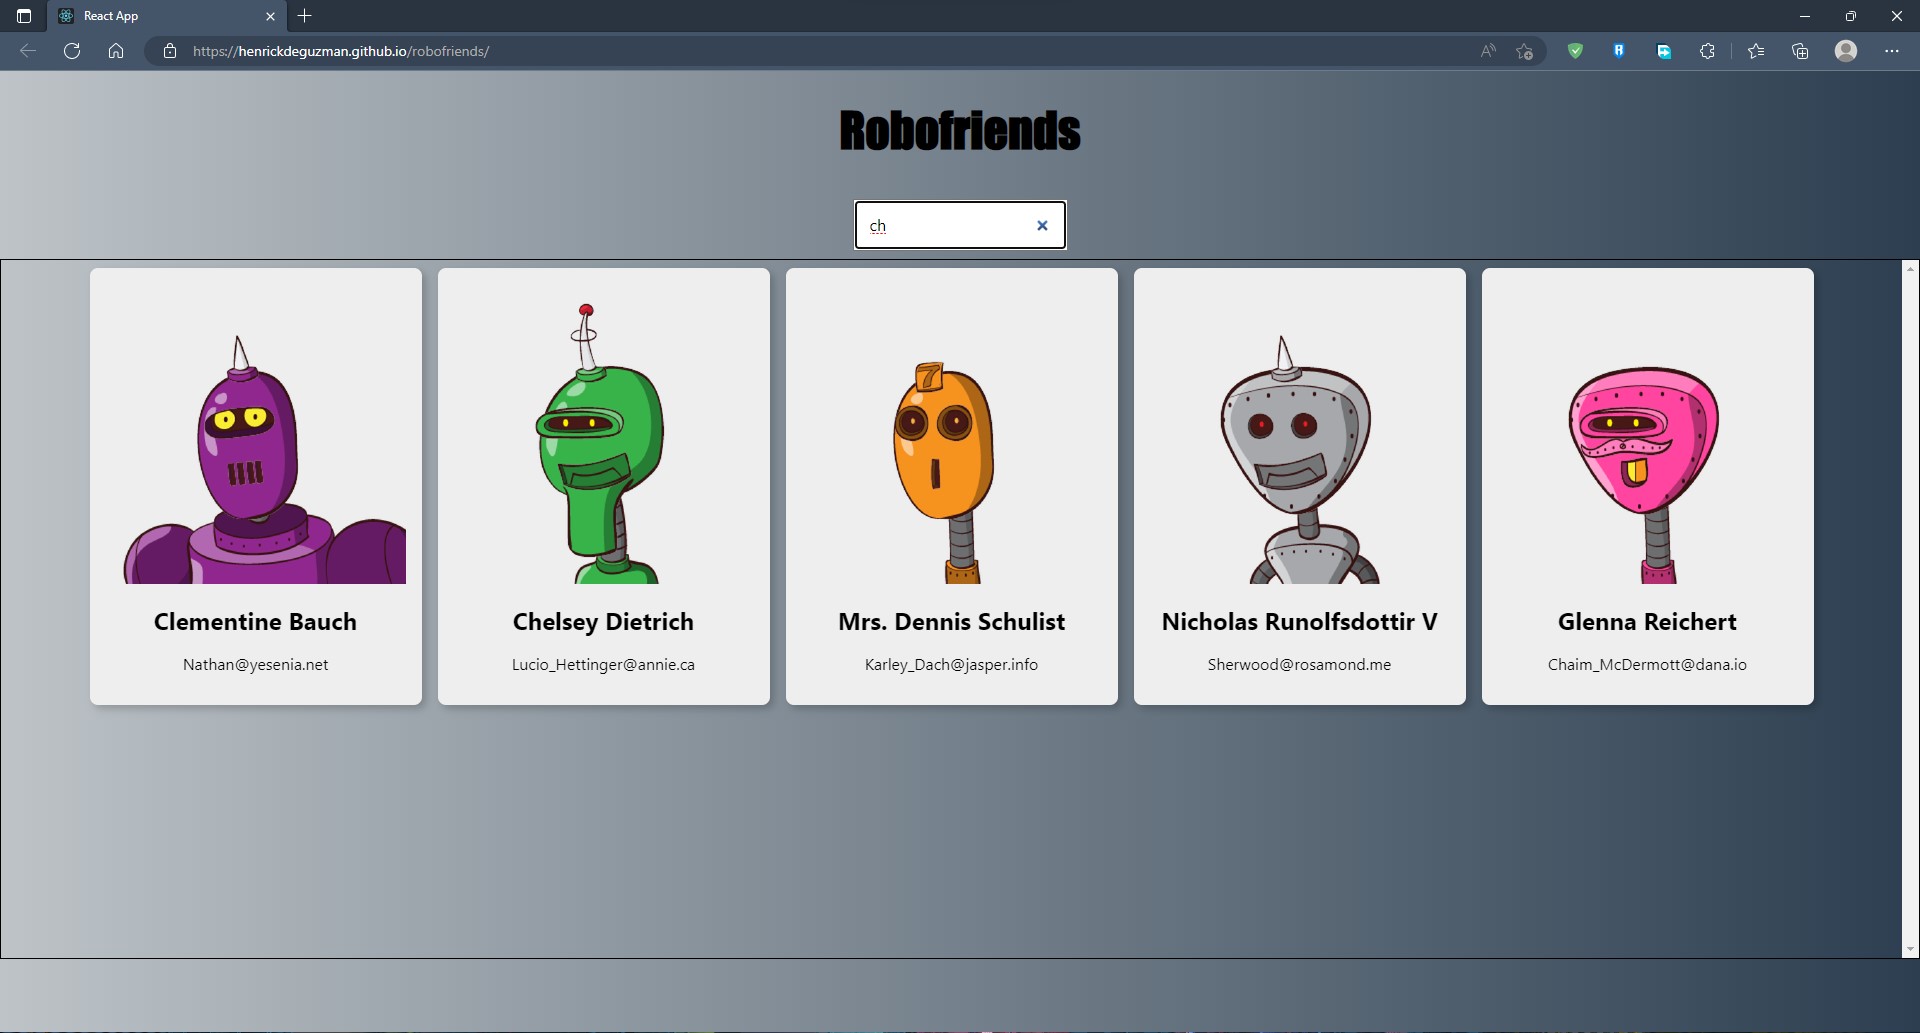 React App
https://henrickdeguzman.github.io/robofriends/
Robofriends
ch
7
Clementine Bauch
Nathan@yesenia.net
Chelsey Dietrich
Lucio_Hettinger@annie.ca
Mrs. Dennis Schulist
Karley_Dach@jasper.info
Nicholas Runolfsdottir V
Sherwood@rosamond.me
Glenna Reichert
Chaim_McDermott@dana.io